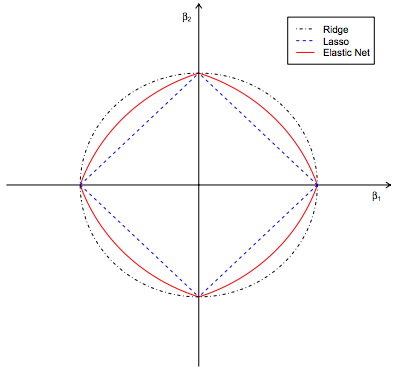 β2
Ridge
Lasso
Elastic Net
β1